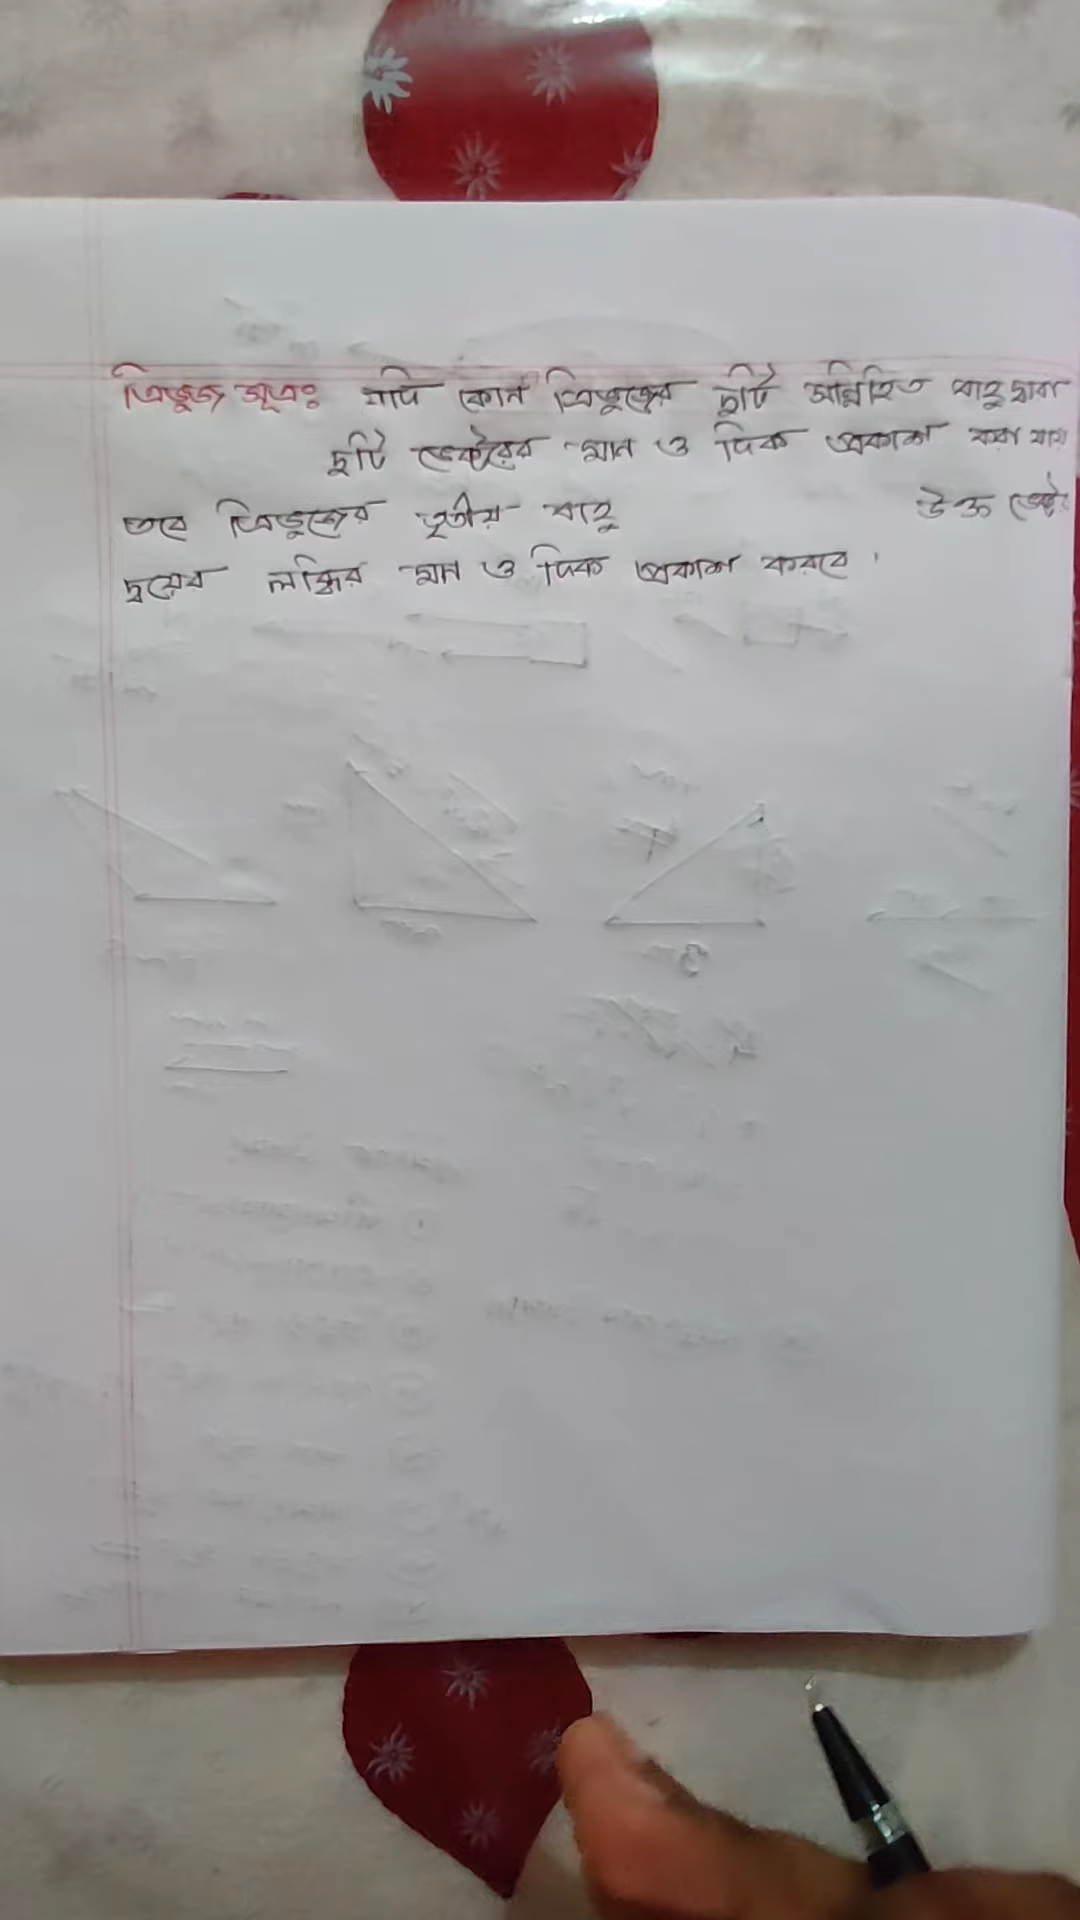 ত্রিভুজ সূত্রঃ যদি কোন ত্রিভুজের দুটি সন্নিহিত বাহু দ্বারা
দুটি ভেক্টরের মান ও দিক প্রকাশ করা যায়
তবে ত্রিভুজের তৃতীয় বাহু উক্ত ভেক্টর
দ্বয়ের লব্ধির মান ও দিক প্রকাশ করবে।